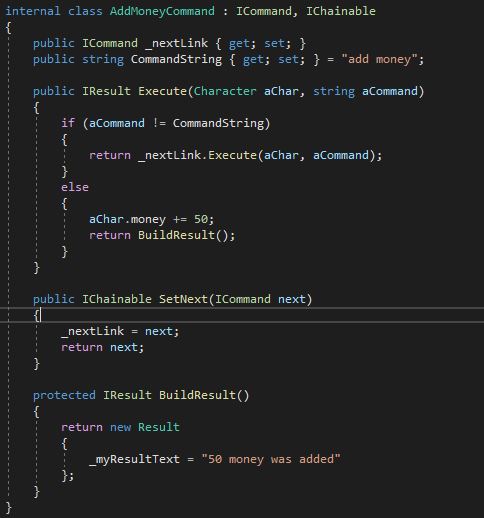 internal class AddMoneyCommand : ICommand, IChainable
{
    public ICommand _nextLink { get; set; }
    public string CommandString { get; set; } = "add money";

    public IResult Execute(Character aChar, string aCommand)
    {
        if (aCommand != CommandString)
        {
            return _nextLink.Execute(aChar, aCommand);
        }
        else
        {
            aChar.money += 50;
            return BuildResult();
        }
    }

    public IChainable SetNext(ICommand next)
    {
        _nextLink = next;
        return next;
    }

    protected IResult BuildResult()
    {
        return new Result
        {
            _myResultText = "50 money was added"
        };
    }
}